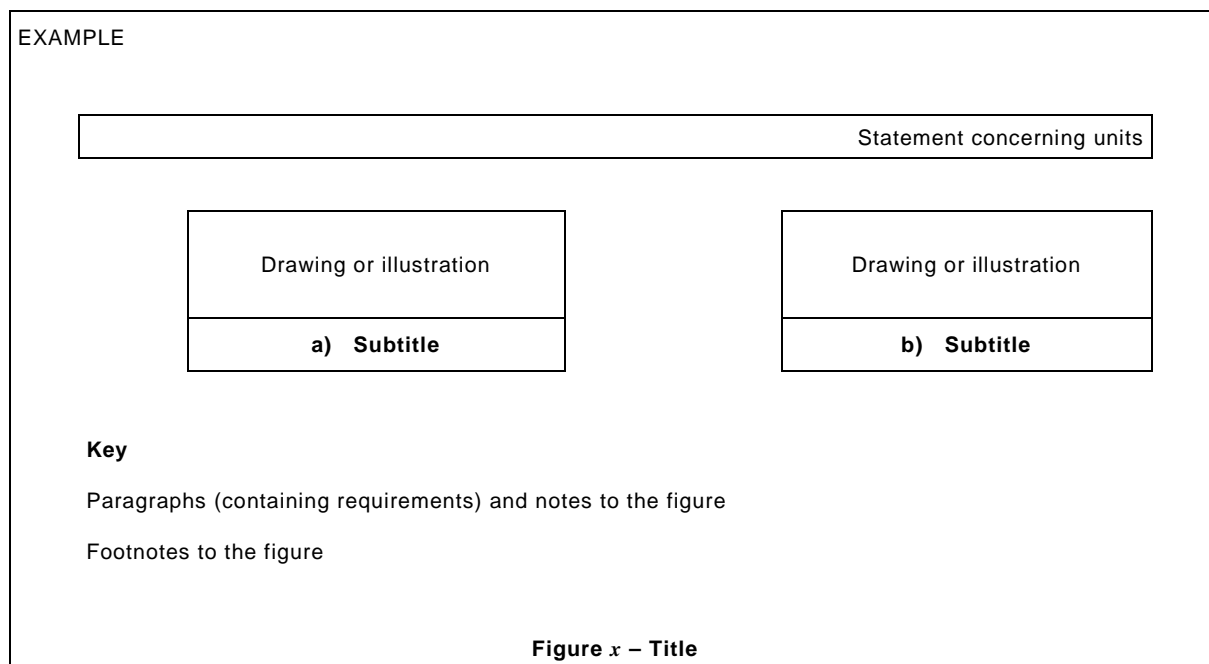 EXAMPLE
Statement concerning units
Drawing or illustration
Drawing or illustration
a) Subtitle
b) Subtitle
Key
Paragraphs (containing requirements) and notes to the figure
Footnotes to the figure
Figure x – Title